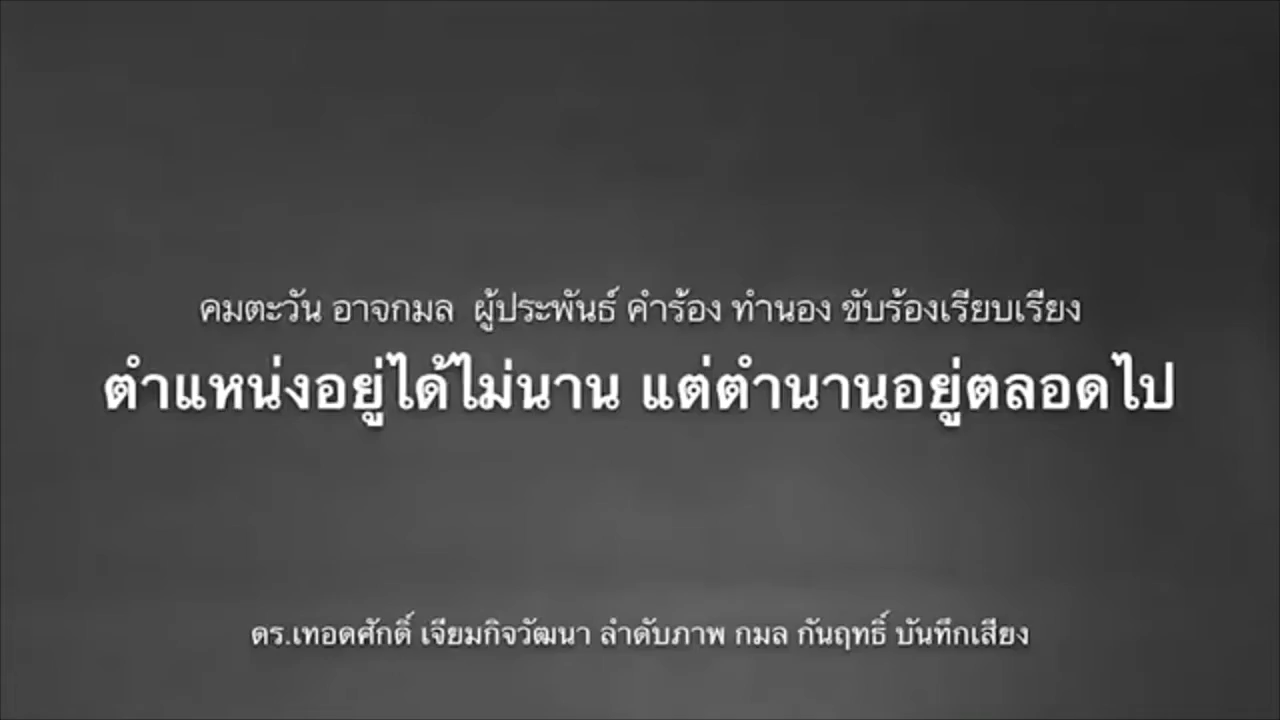 คมตะวัน อาจกมล  ผู้ประพันธ์ คำร้อง ทำนอง ขับร้องเรียบเรียง
ตำแหน่งอยู่ได้ไม่นาน แต่ตำนานอยู่ตลอดไป
ดร.เทอดศักดิ์ เจียมกิจวัฒนา ลำดับภาพ กมล กันฤทธิ์ บันทึกเสียง